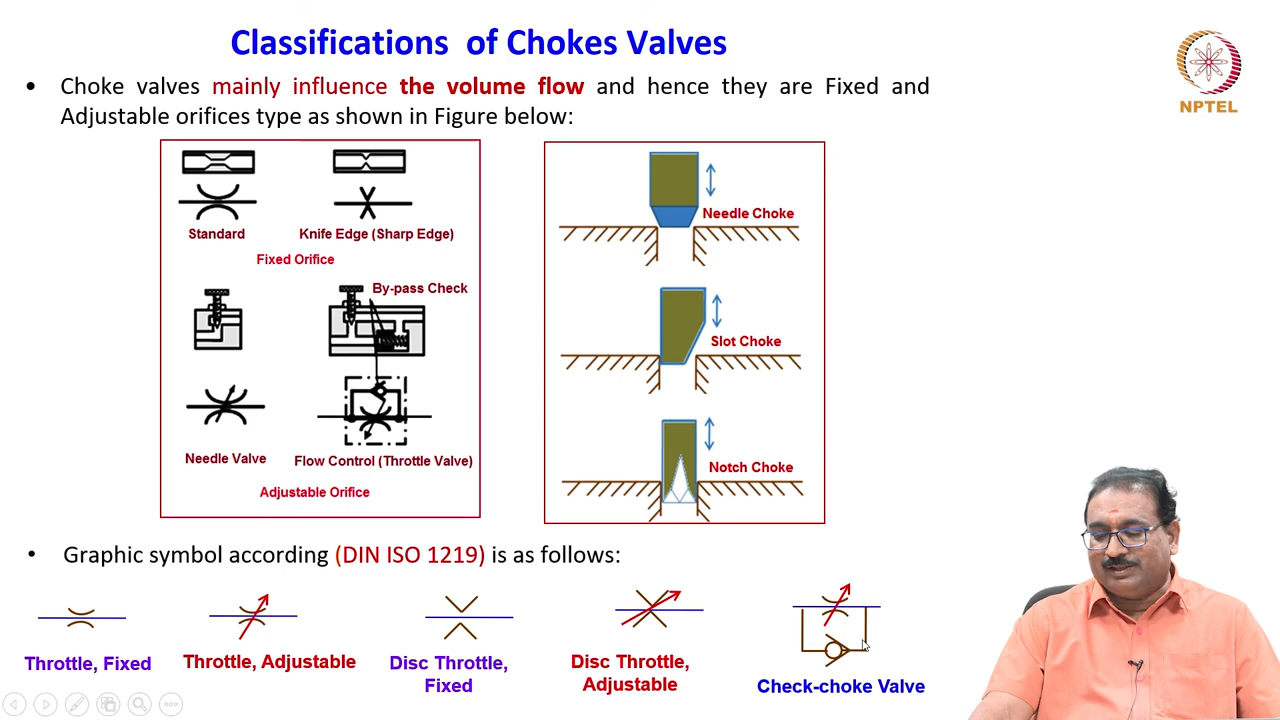 Classifications of Chokes Valves
NPTEL
• Choke valves mainly influence the volume flow and hence they are Fixed and
Adjustable orifices type as shown in Figure below:
Standard
Knife Edge (Sharp Edge)
Fixed Orifice
By-pass Check
Needle Valve
Flow Control (Throttle Valve)
Adjustable Orifice
Needle Choke
Slot Choke
Notch Choke
• Graphic symbol according (DIN ISO 1219) is as follows:
Throttle, Fixed
Throttle, Adjustable
Disc Throttle,
Fixed
Disc Throttle,
Adjustable
Check-choke Valve